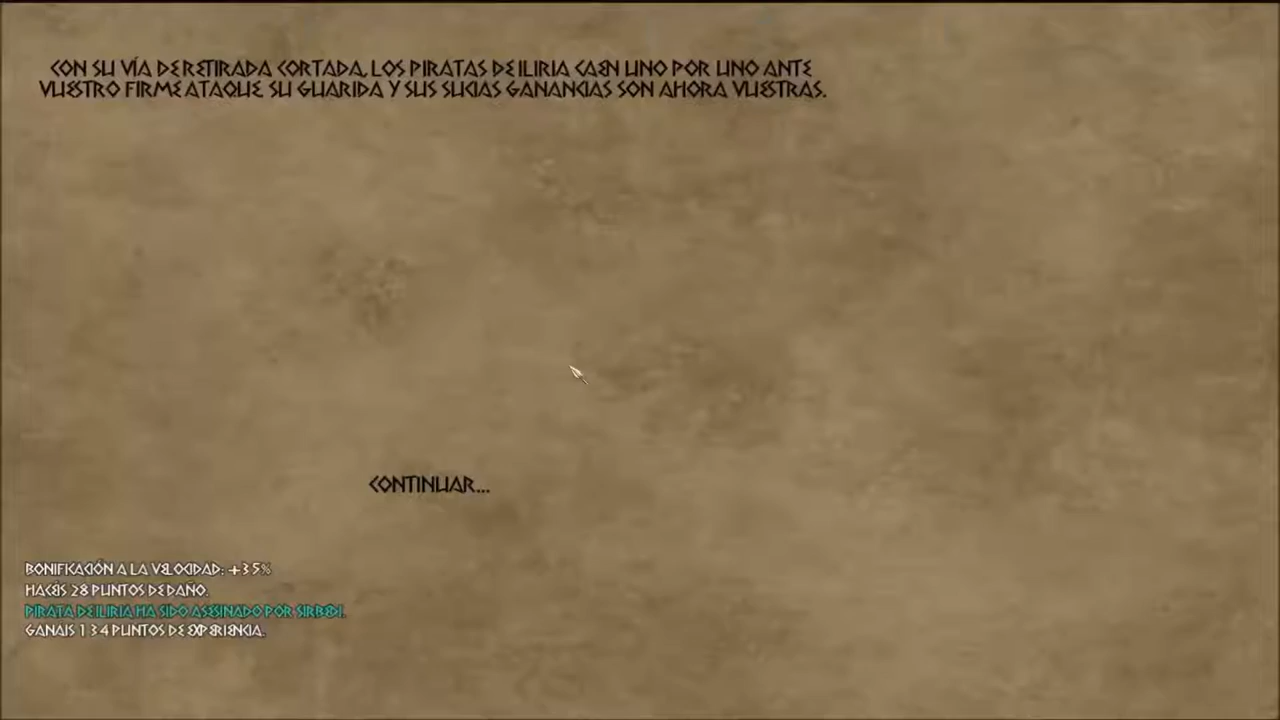 CON SU VÍA DE RETIRADA CORTADA, LOS PIRATAS DE ILIRIA CAEN UNO POR UNO ANTE
VUESTRO FIRME ATAQUE. SU GUARIDA Y SUS SUCIAS GANANCIAS SON AHORA VUESTRAS.
CONTINUAR...
BONIFICACIÓN A LA VELOCIDAD: +35%
HACÉIS 28 PUNTOS DE DAÑO.
PIRATA DE ILIRIA HA SIDO ASESINADO POR SIRBEDI.
GANAIS 134 PUNTOS DE EXPERIENCIA.